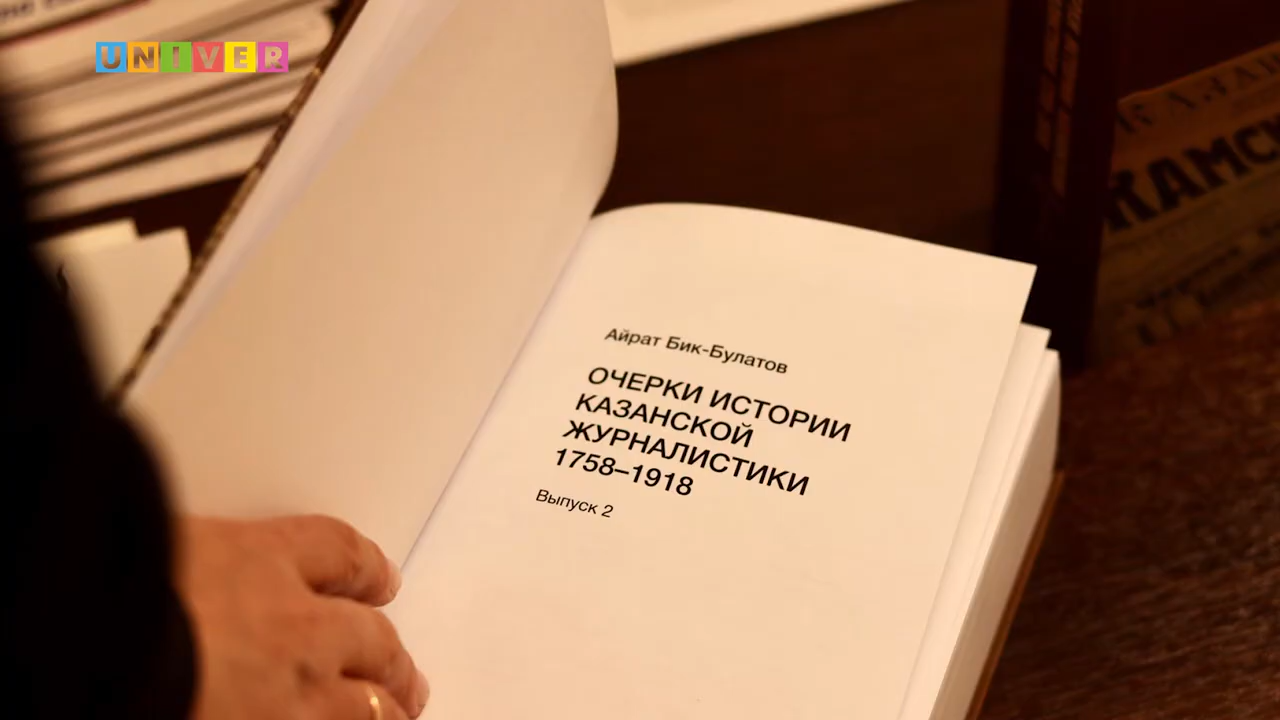 UNIVER
Айрат Бик-Булатов
ОЧЕРКИ ИСТОРИИ
КАЗАНСКОЙ
ЖУРНАЛИСТИКИ
1758–1918
Выпуск 2